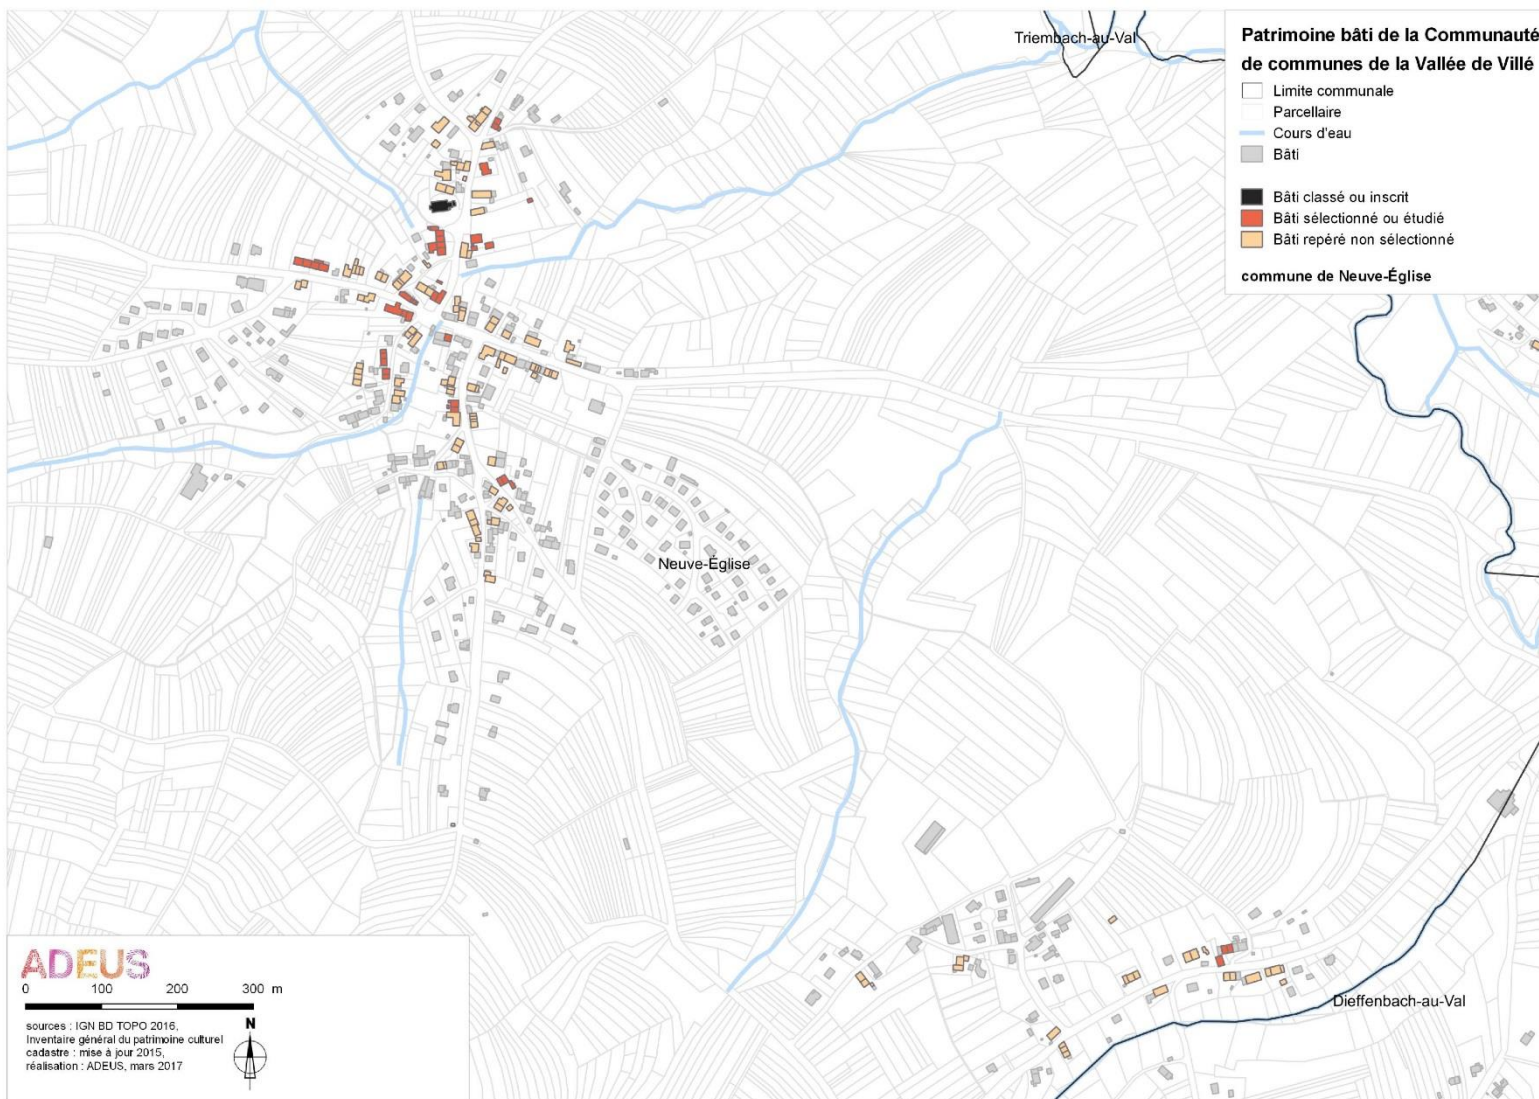 Triembach-au-Val
Patrimoine bâti de la Communauté
de communes de la Vallée de Villé
Limite communale
Parcellaire
Cours d'eau
Bâti
Bâti classé ou inscrit
Bâti sélectionné ou étudié
Bâti repéré non sélectionné
commune de Neuve-Église
Neuve-Église
Dieffenbach-au-Val
ADEUS
0 100 200 300 m
sources : IGN BD TOPO 2016,
Inventaire général du patrimoine culturel
cadastre : mise à jour 2015,
réalisation : ADEUS, mars 2017
N